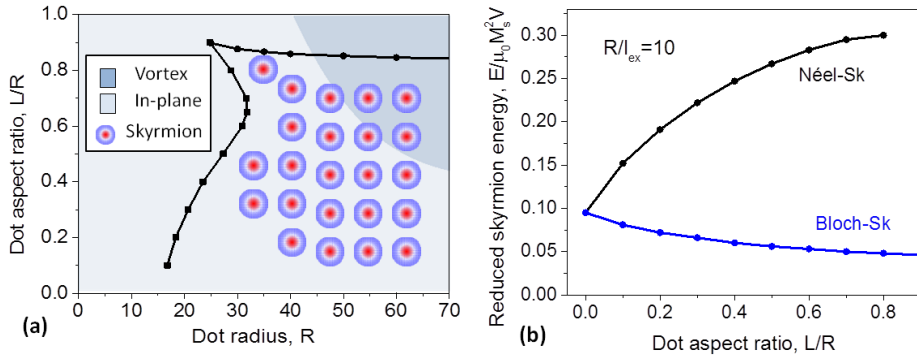 (a)
1.0
0.8
0.6
0.4
0.2
0.0
Dot aspect ratio, L/R
Vortex
In-plane
Skyrmion
10 20 30 40 50 60 70
Dot radius, R
0.30
0.25
0.20
0.15
0.10
0.05
0.00
Reduced skyrmion energy, E/μ₀M²ₛV
R/lₑₓ=10
Néel-Sk
Bloch-Sk
0.0 0.2 0.4 0.6 0.8
(b)
Dot aspect ratio, L/R